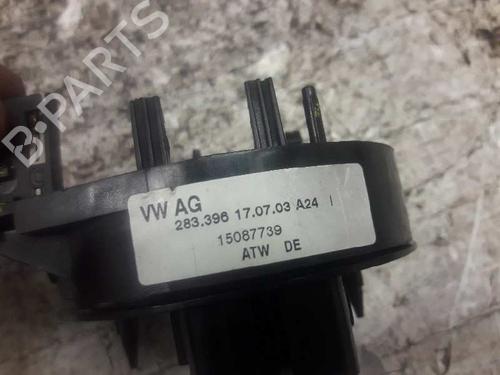 B-PARTS
VW AG
283.396 17.07.03 A24 I
15087739
ATW DE